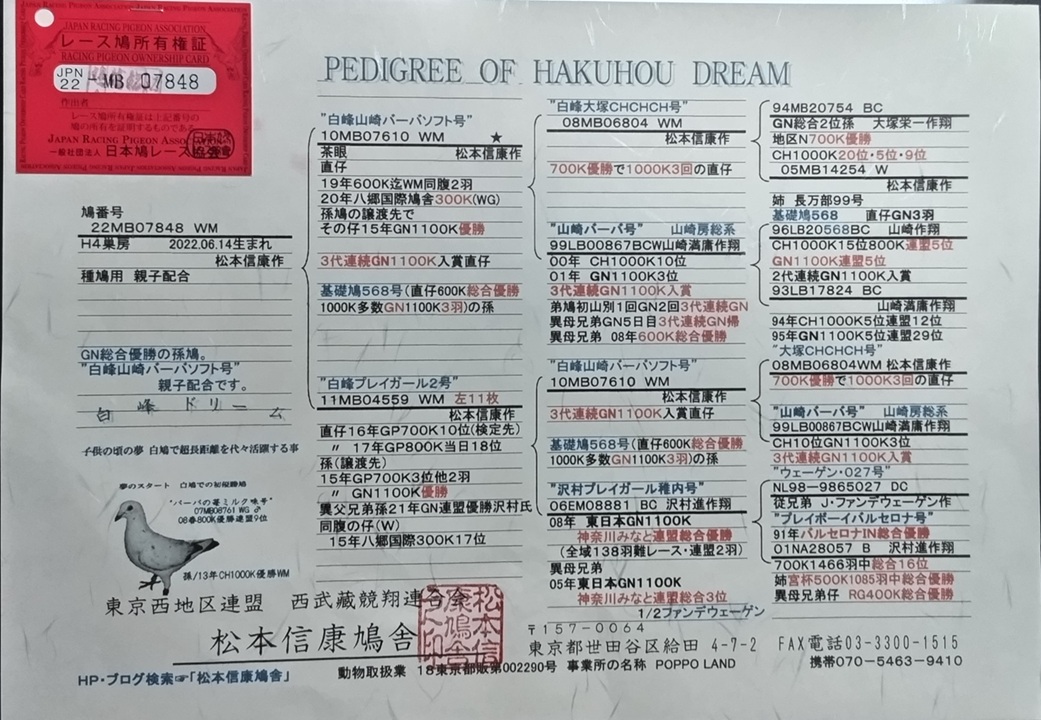 JAPAN RACING PIGEON ASSOCIATION
レース鳩所有権証
RACING PIGEON OWNERSHIP CARD
JPN 22 - MB 07848
作出者
レース鳩所有権証は上記番号の
鳩の所有を証明するものである
JAPAN RACING PIGEON ASSOCIATION
一般社団法人 日本鳩レース協会
PEDIGREE OF HAKUHOU DREAM
鳩番号
22MB07848 WM
H4巣房 2022.06.14生まれ
松本信康作
種鳩用 親子配合
GN総合優勝の孫鳩。
"白峰山崎バーバソフト号"
親子配合です。
白峰ドリーム
子供の頃の夢 白鳩で超長距離を代々活躍する事
夢のスタート 白鳩での初総優鳩
"バーバの苺ミルク味号"
07MB08761 WG ♂
08春800K優勝連盟9位
孫/13年CH1000K優勝WM
"白峰山崎バーバソフト号"
10MB07610 WM ★
茶眼 松本信康作
直仔
19年600K迄WM同腹2羽
20年八郷国際鳩舎300K(WG)
孫鳩の譲渡先で
その仔15年GN1100K優勝
3代連続GN1100K入賞直仔
基礎鳩568号(直仔600K総合優勝
1000K多数GN1100K3羽)の孫
"白峰プレイガール2号"
11MB04559 WM 左11枚
松本信康作
直仔16年GP700K10位(検定先)
〃 17年GP800K当日18位
孫(譲渡先)
15年GP700K3位他2羽
〃 GN1100K優勝
異父兄弟孫21年GN連盟優勝沢村氏
同腹の仔(W)
15年八郷国際300K17位
"白峰大塚CHCHCH号"
08MB06804 WM
松本信康作
700K優勝で1000K3回の直仔
"山崎バーバ号" 山崎房総系
99LB00867BCW山崎満庸作翔
00年 CH1000K10位
01年 GN1100K3位
3代連続GN1100K入賞
弟鳩初山別1回GN2回3代連続GN
異母兄弟GN5日目3代連続GN帰
異母兄弟 08年600K総合優勝
"白峰山崎バーバソフト号"
10MB07610 WM
松本信康作
3代連続GN1100K入賞直仔
基礎鳩568号(直仔600K総合優勝
1000K多数GN1100K3羽)の孫
"沢村プレイガール稚内号"
06EM08881 BC 沢村進作翔
08年 東日本GN1100K
神奈川みなと連盟総合優勝
(全域138羽難レース・連盟2羽)
異母兄弟
05年東日本GN1100K
神奈川みなと連盟総合3位
1/2ファンデウェーゲン
94MB20754 BC
GN総合2位孫 大塚栄一作翔
地区N700K優勝
CH1000K20位・5位・9位
05MB14254 W
松本信康作
姉 長万部99号
基礎鳩568 直仔GN3羽
96LB20568BC 山崎作翔
CH1000K15位800K連盟5位
GN1100K連盟5位
2代連続GN1100K入賞
93LB17824 BC
山崎満庸作翔
94年CH1000K5位連盟12位
95年GN1100K5位連盟29位
"大塚CHCHCH号"
08MB06804WM 松本信康作
700K優勝で1000K3回の直仔
"山崎バーバ号" 山崎房総系
99LB00867BCW山崎満庸作翔
CH10位GN1100K3位
3代連続GN1100K入賞
"ウェーゲン・027号"
NL98-9865027 DC
従兄弟 J・ファンデウェーゲン作
"プレイボーイバルセロナ号"
91年バルセロナIN総合優勝
01NA28057 B 沢村進作翔
700K1466羽中総合16位
姉宮杯500K1085羽中総合優勝
異母兄弟仔 RG400K総合優勝
東京西地区連盟 西武蔵競翔連合会
松本信康鳩舎
〒157-0064
東京都世田谷区給田 4-7-2 FAX電話03-3300-1515
携帯070-5463-9410
動物取扱業 18東京都販第002290号 事業所の名称 POPPO LAND
HP・ブログ検索☞「松本信康鳩舎」